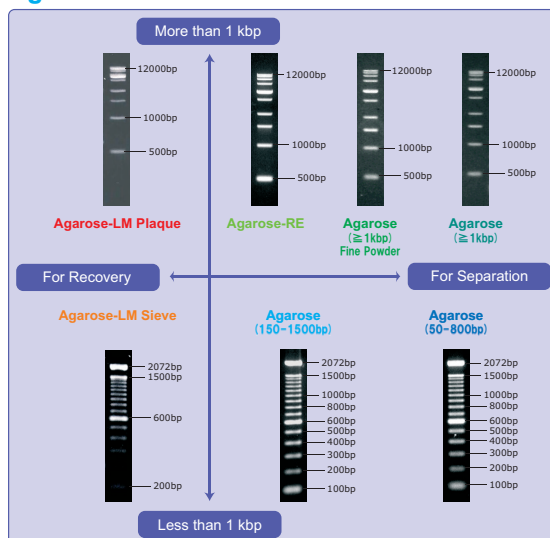 More than 1 kbp
12000bp
1000bp
500bp
12000bp
1000bp
500bp
12000bp
1000bp
500bp
12000bp
1000bp
500bp
Agarose-LM Plaque
Agarose-RE
Agarose
(≧1kbp)
Fine Powder
Agarose
(≧1kbp)
For Recovery
For Separation
Agarose-LM Sieve
Agarose
(150-1500bp)
Agarose
(50-800bp)
2072bp
1500bp
600bp
200bp
2072bp
1500bp
1000bp
800bp
600bp
500bp
400bp
300bp
200bp
100bp
2072bp
1500bp
1000bp
800bp
600bp
500bp
400bp
300bp
200bp
100bp
Less than 1 kbp